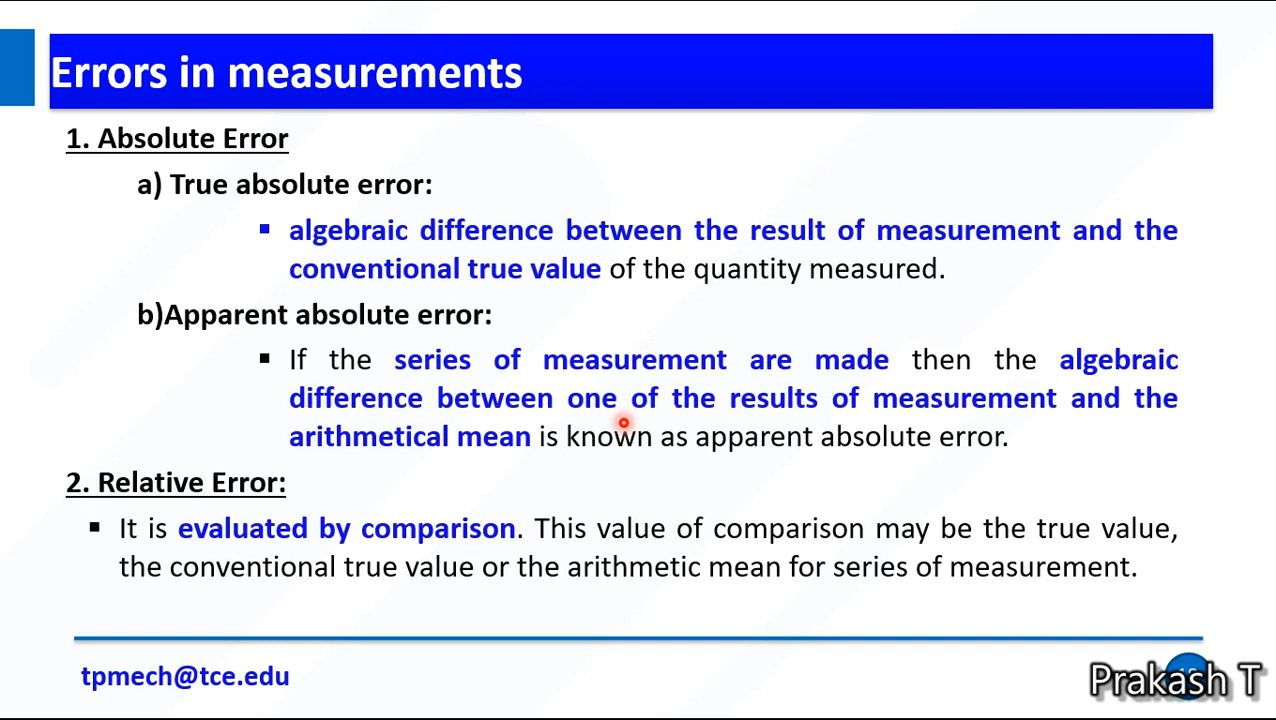 Errors in measurements
1. Absolute Error
a) True absolute error:
▪ algebraic difference between the result of measurement and the
conventional true value of the quantity measured.
b)Apparent absolute error:
▪ If the series of measurement are made then the algebraic
difference between one of the results of measurement and the
arithmetical mean is known as apparent absolute error.
2. Relative Error:
▪ It is evaluated by comparison. This value of comparison may be the true value,
the conventional true value or the arithmetic mean for series of measurement.
tpmech@tce.edu
Prakash T